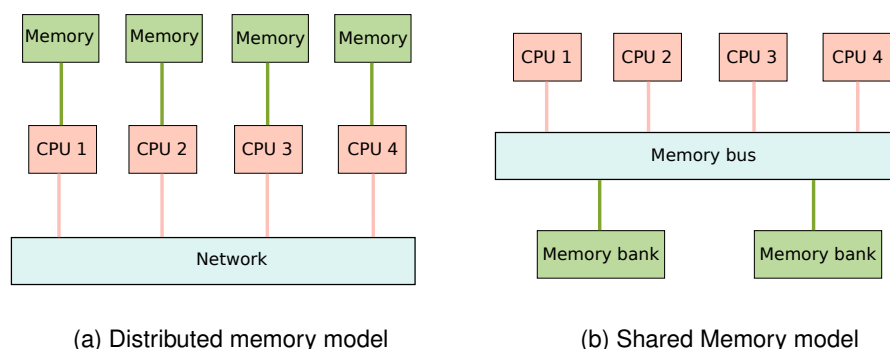 Memory Memory Memory Memory
CPU 1 CPU 2 CPU 3 CPU 4
Network
(a) Distributed memory model
CPU 1 CPU 2 CPU 3 CPU 4
Memory bus
Memory bank Memory bank
(b) Shared Memory model